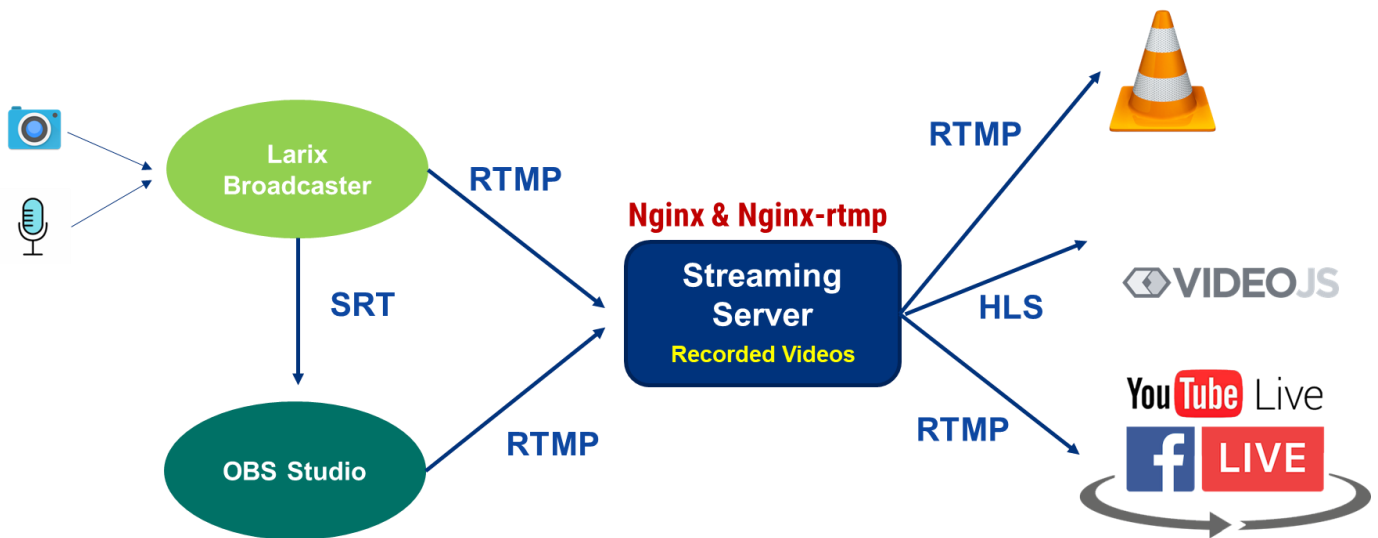 Larix
Broadcaster
RTMP
SRT
OBS Studio
RTMP
Nginx & Nginx-rtmp
Streaming
Server
Recorded Videos
RTMP
HLS
VIDEOJS
RTMP
YouTube Live
f LIVE